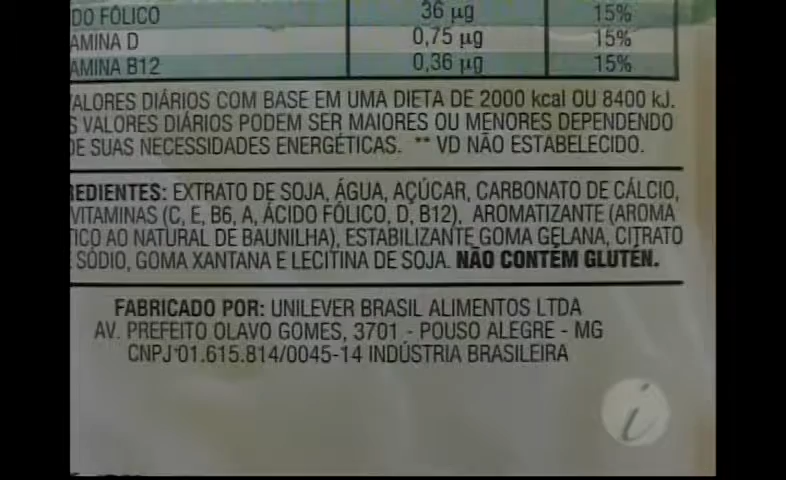 DO FÓLICO 36 µg 15%
AMINA D 0,75 µg 15%
AMINA B12 0,36 µg 15%
ALORES DIÁRIOS COM BASE EM UMA DIETA DE 2000 kcal OU 8400 kJ.
S VALORES DIÁRIOS PODEM SER MAIORES OU MENORES DEPENDENDO
DE SUAS NECESSIDADES ENERGÉTICAS. ** VD NÃO ESTABELECIDO.
REDIENTES: EXTRATO DE SOJA, ÁGUA, AÇÚCAR, CARBONATO DE CÁLCIO,
VITAMINAS (C, E, B6, A, ÁCIDO FÓLICO, D, B12), AROMATIZANTE (AROMA
TICO AO NATURAL DE BAUNILHA), ESTABILIZANTE GOMA GELANA, CITRATO
SÓDIO, GOMA XANTANA E LECITINA DE SOJA. NÃO CONTÉM GLUTÉN.
FABRICADO POR: UNILEVER BRASIL ALIMENTOS LTDA
AV. PREFEITO OLAVO GOMES, 3701 - POUSO ALEGRE - MG
CNPJ 01.615.814/0045-14 INDÚSTRIA BRASILEIRA
i